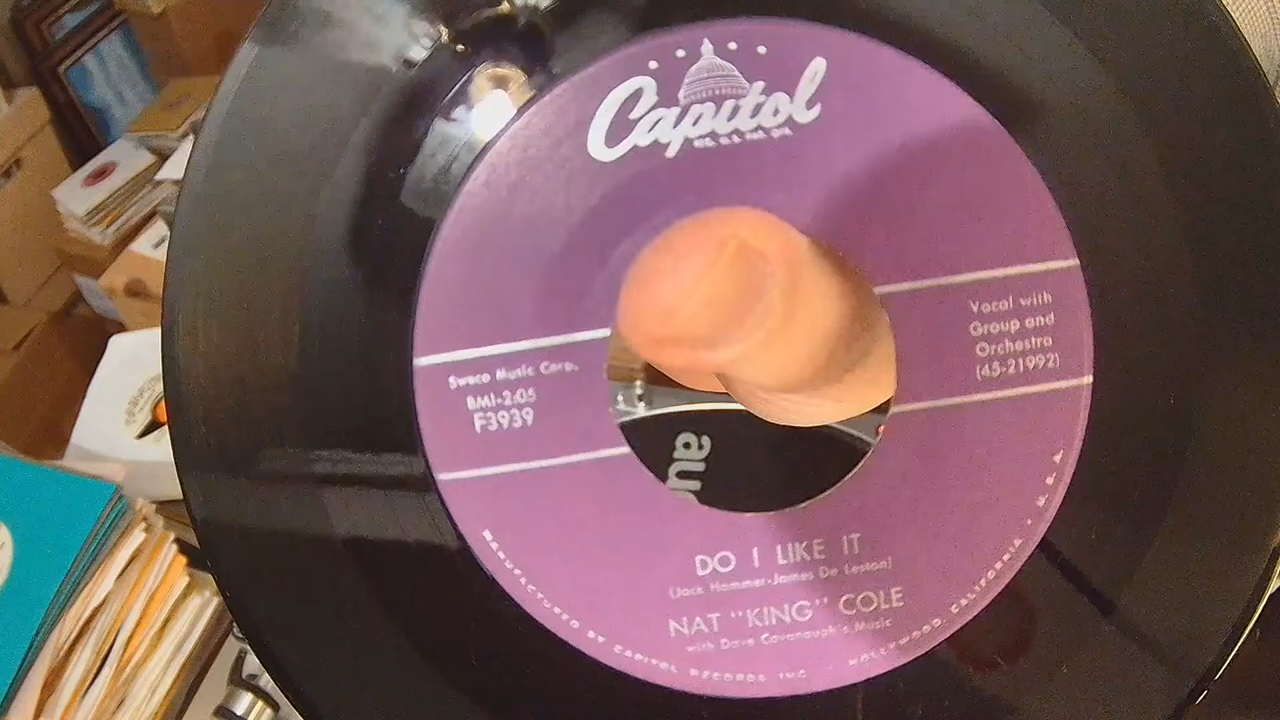 Capitol
REG. U.S. PAT. OFF.
Vocal with
Group and
Orchestra
(45-21992)
Sweco Music Corp.
BMI-2:05
F3939
au
DO I LIKE IT
(Jack Hammer-James De Leston)
NAT "KING" COLE
with Dave Cavanaugh's Music
MANUFACTURED BY CAPITOL RECORDS, INC. HOLLYWOOD, CALIFORNIA • U.S.A.